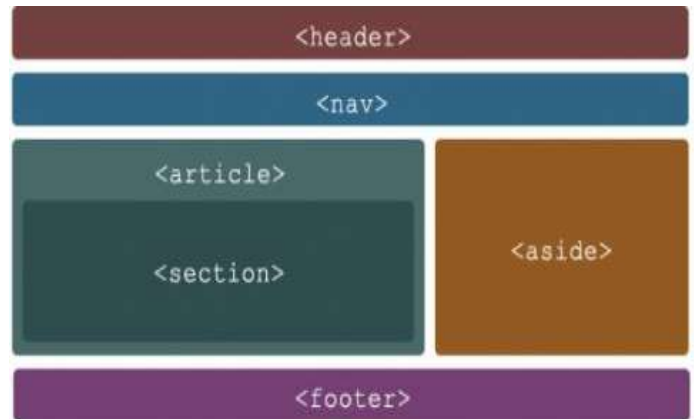 <header>
<nav>
<article>
<section>
<aside>
<footer>